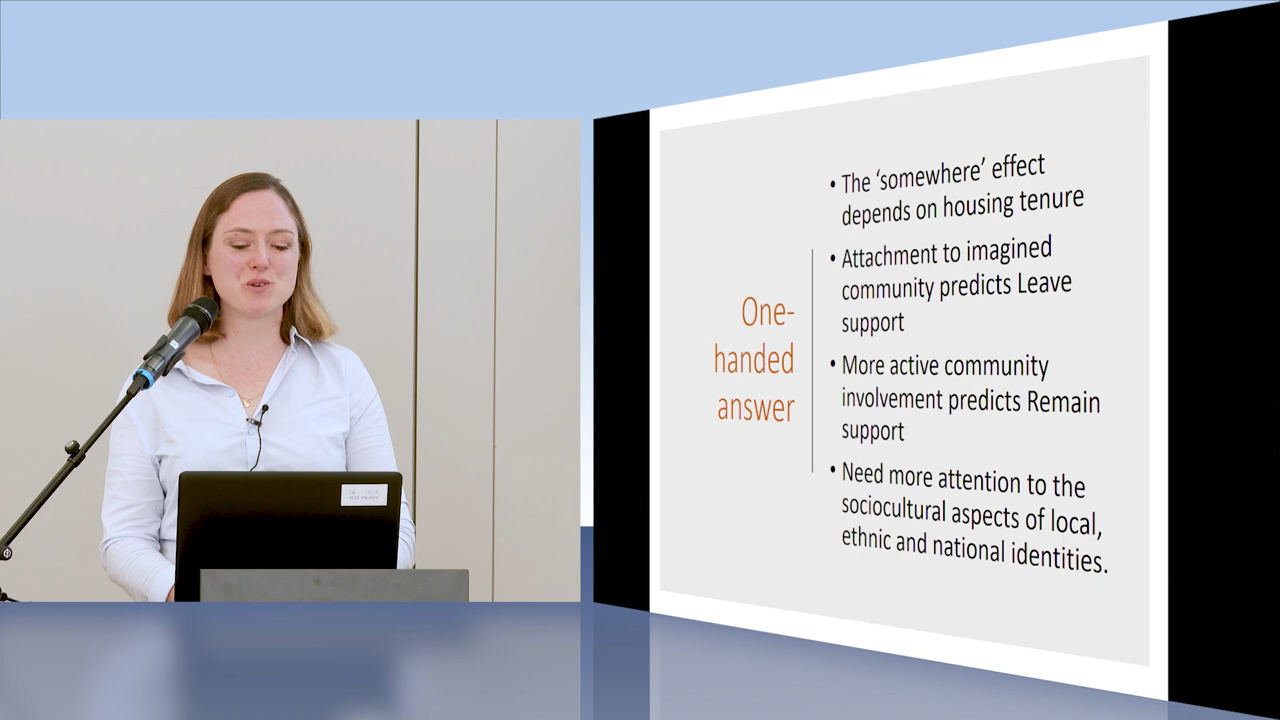 One-
handed
answer
• The ‘somewhere’ effect
depends on housing tenure
• Attachment to imagined
community predicts Leave
support
• More active community
involvement predicts Remain
support
• Need more attention to the
sociocultural aspects of local,
ethnic and national identities.